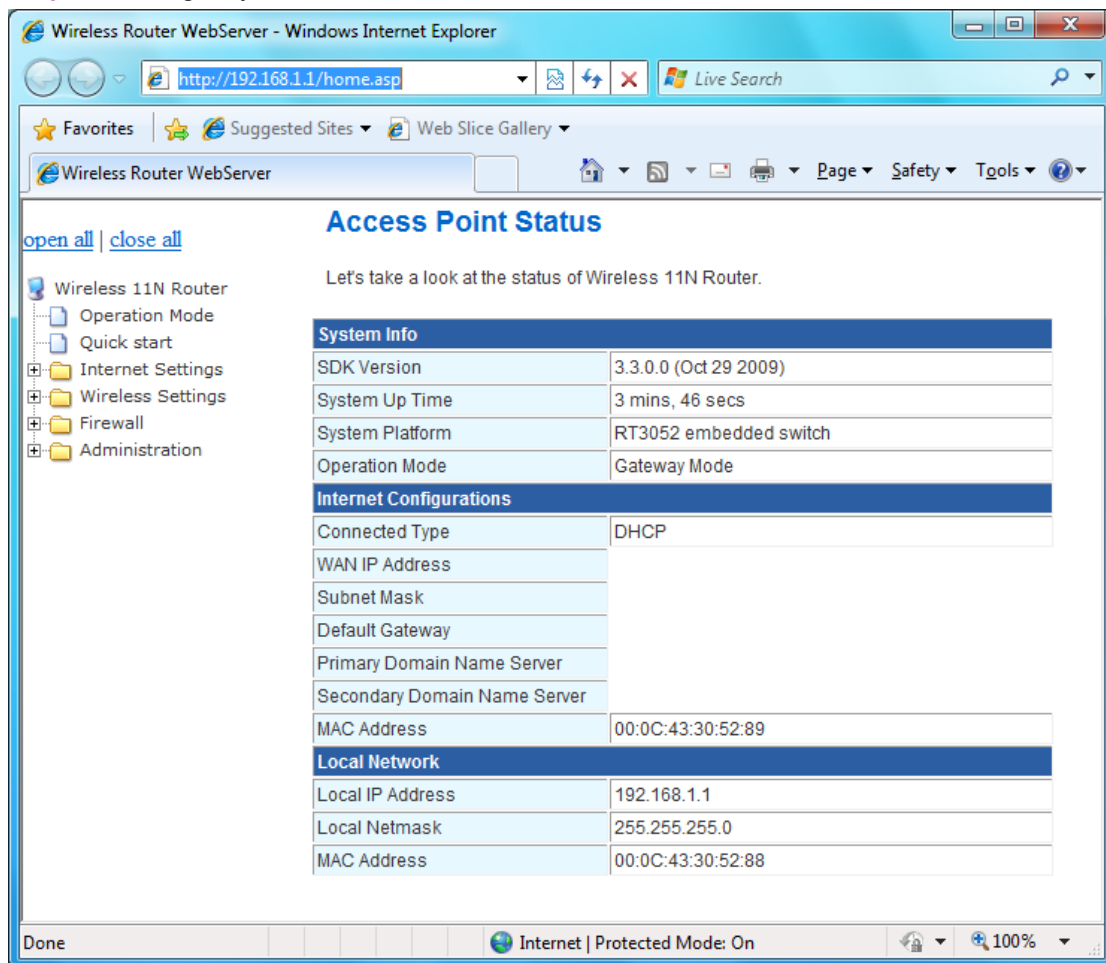 Wireless Router WebServer - Windows Internet Explorer
http://192.168.1.1/home.asp
Live Search
Favorites Suggested Sites Web Slice Gallery
Wireless Router WebServer
Page Safety Tools
open all | close all
Wireless 11N Router
Operation Mode
Quick start
Internet Settings
Wireless Settings
Firewall
Administration
Access Point Status
Let's take a look at the status of Wireless 11N Router.
System Info
SDK Version 3.3.0.0 (Oct 29 2009)
System Up Time 3 mins, 46 secs
System Platform RT3052 embedded switch
Operation Mode Gateway Mode
Internet Configurations
Connected Type DHCP
WAN IP Address
Subnet Mask
Default Gateway
Primary Domain Name Server
Secondary Domain Name Server
MAC Address 00:0C:43:30:52:89
Local Network
Local IP Address 192.168.1.1
Local Netmask 255.255.255.0
MAC Address 00:0C:43:30:52:88
Done Internet | Protected Mode: On 100%